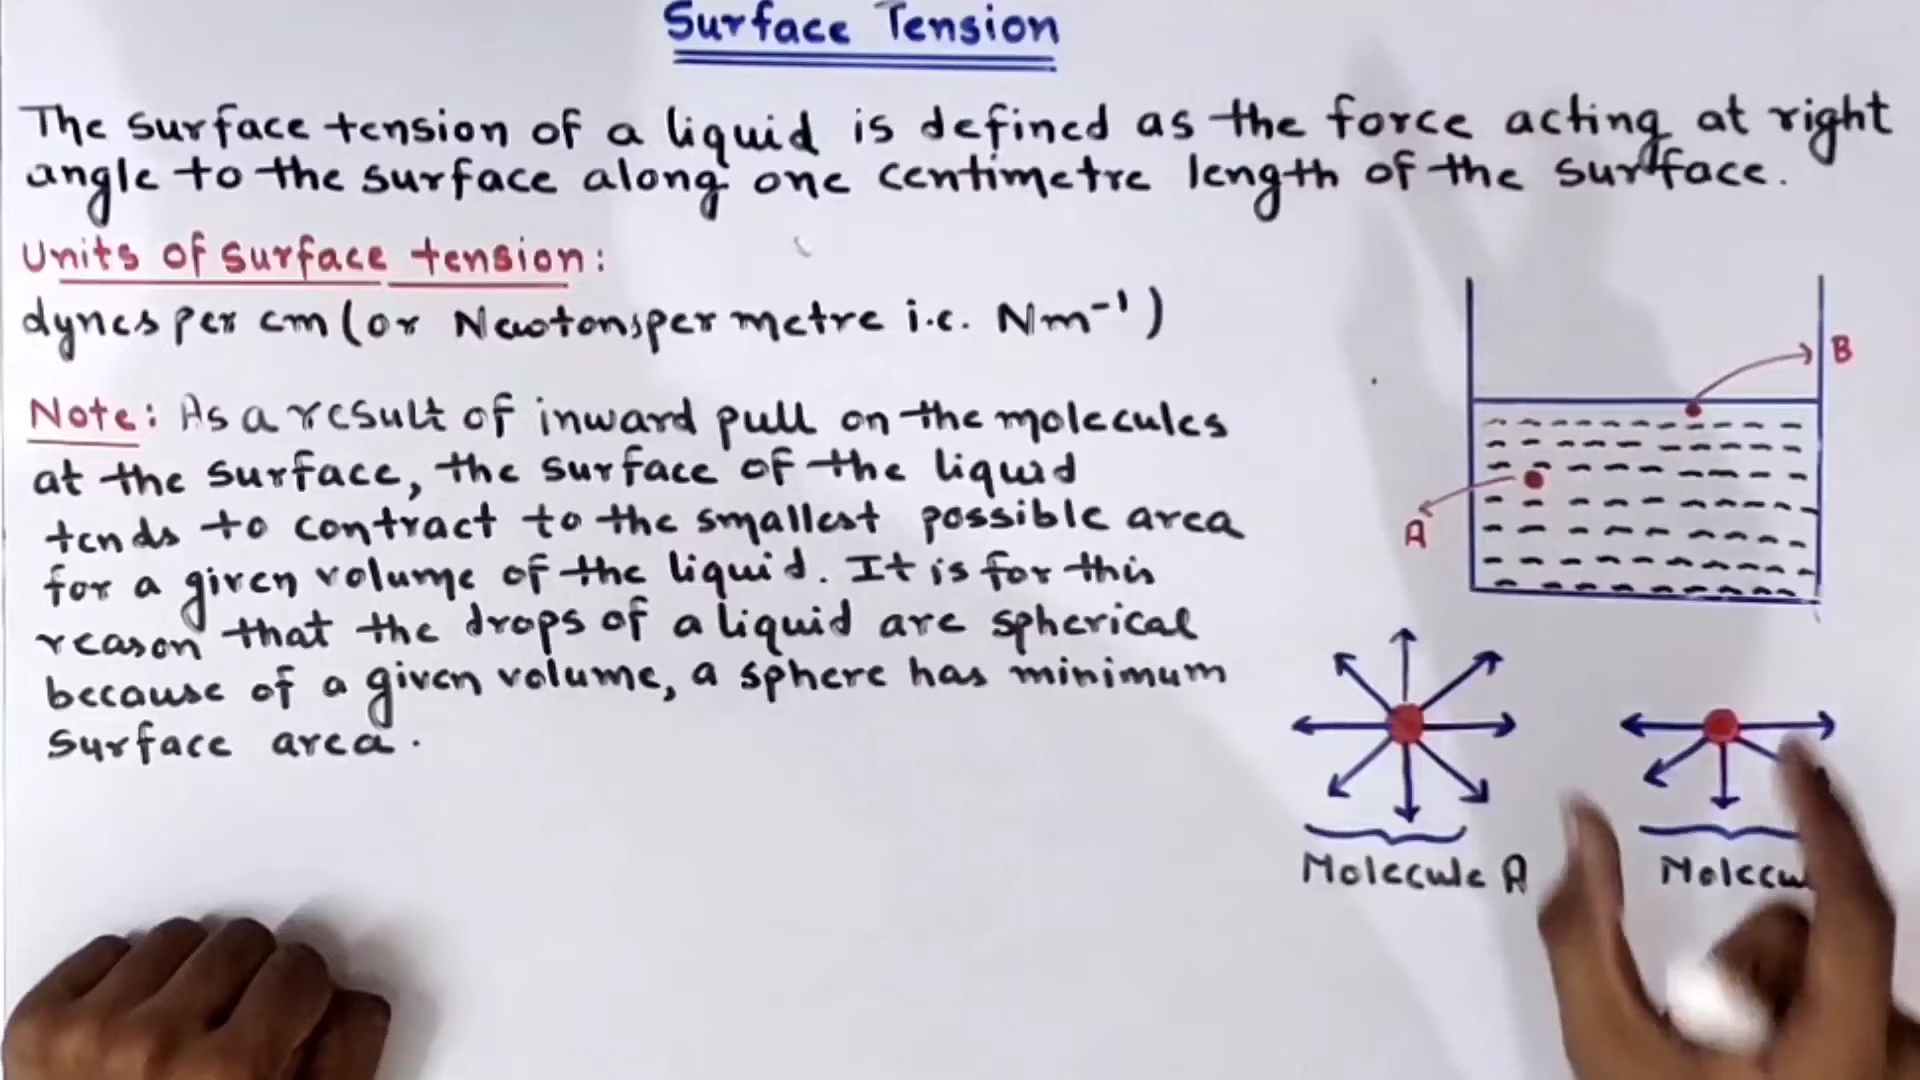 Surface Tension
The surface tension of a liquid is defined as the force acting at right
angle to the surface along one centimetre length of the surface.
Units of surface tension:
dynes per cm (or Newtons per metre i.e. Nm⁻¹)
Note: As a result of inward pull on the molecules
at the surface, the surface of the liquid
tends to contract to the smallest possible area
for a given volume of the liquid. It is for this
reason that the drops of a liquid are spherical
because of a given volume, a sphere has minimum
surface area.
B
A
Molecule A